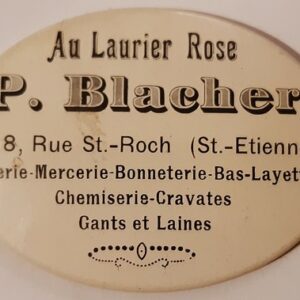 Au Laurier Rose
P. Blacher
8, Rue St.-Roch (St.-Etienn
erie-Mercerie-Bonneterie-Bas-Layett
Chemiserie-Cravates
Gants et Laines